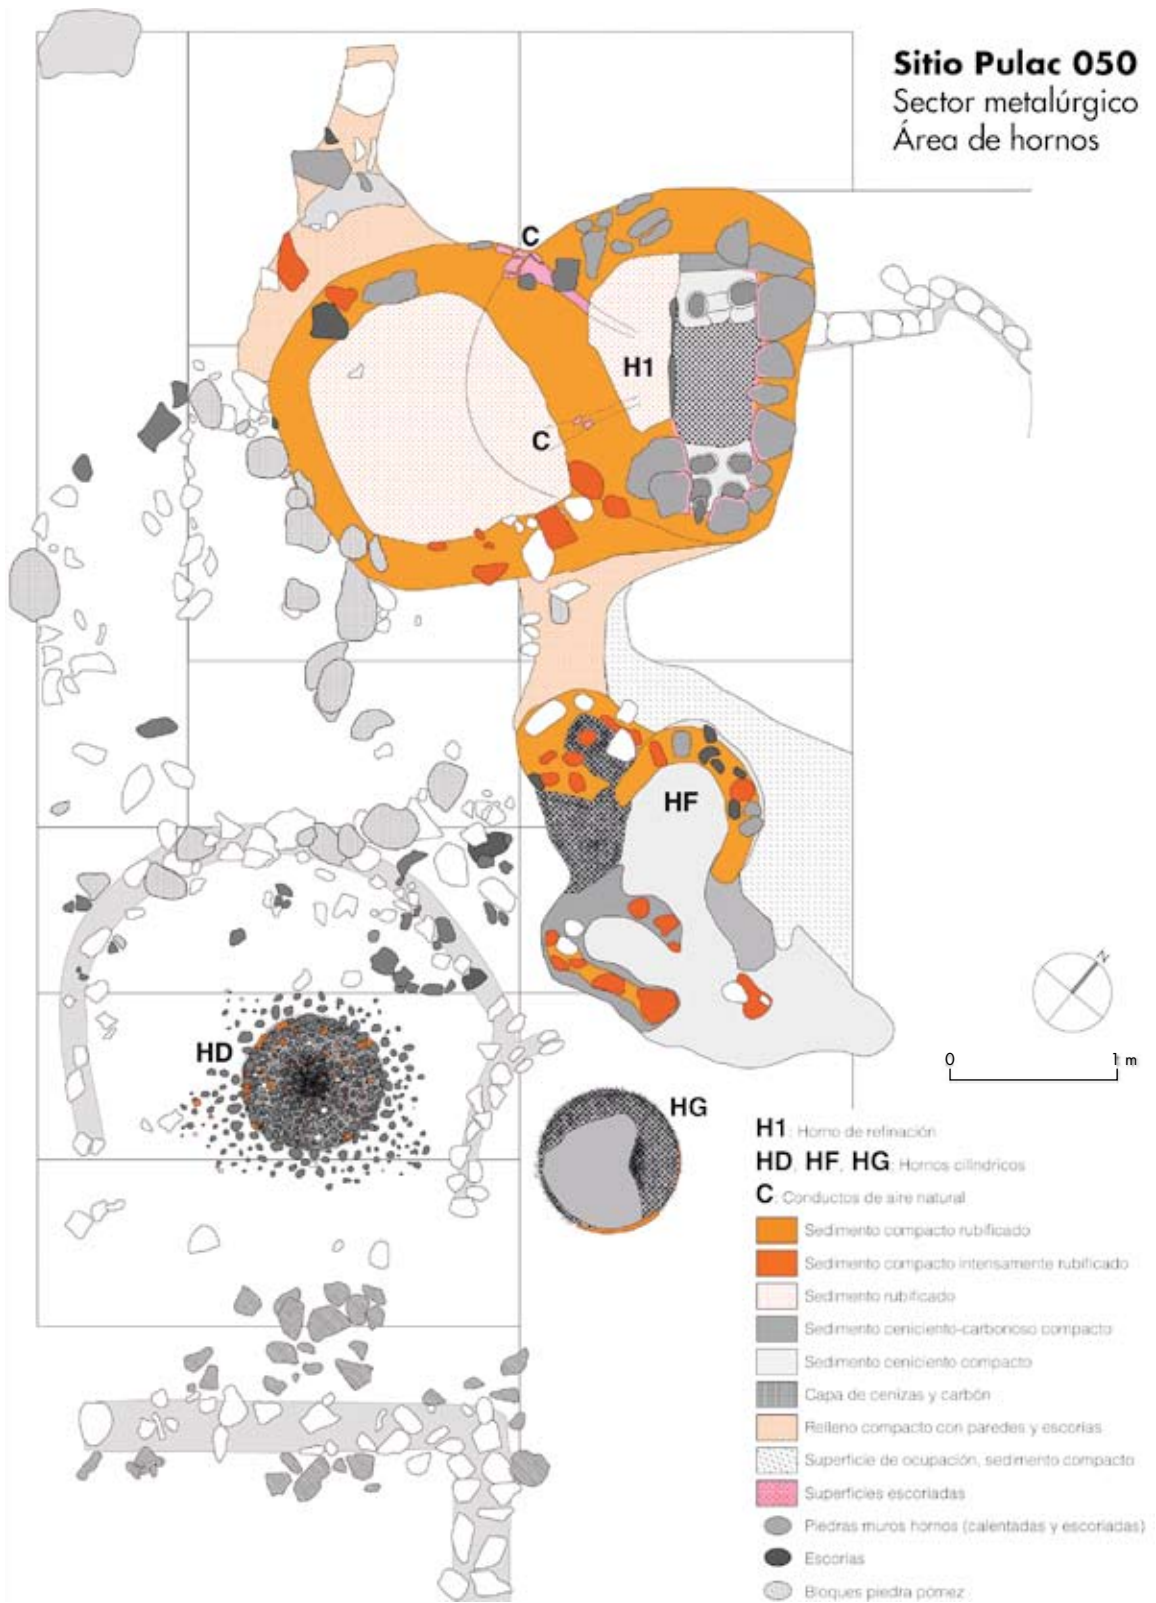 Sitio Pulac 050
Sector metalúrgico
Área de hornos
C
H1
C
HF
N
HD
0 1 m
HG
H1: Horno de refinación
HD, HF, HG: Hornos cilíndricos
C: Conductos de aire natural
Sedimento compacto rubificado
Sedimento compacto intensamente rubificado
Sedimento rubificado
Sedimento ceniciento-carbonoso compacto
Sedimento ceniciento compacto
Capa de cenizas y carbón
Relleno compacto con paredes y escorias
Superficie de ocupación, sedimento compacto
Superficies escoriadas
Piedras muros hornos (calentadas y escoriadas)
Escorias
Bloques piedra pómez